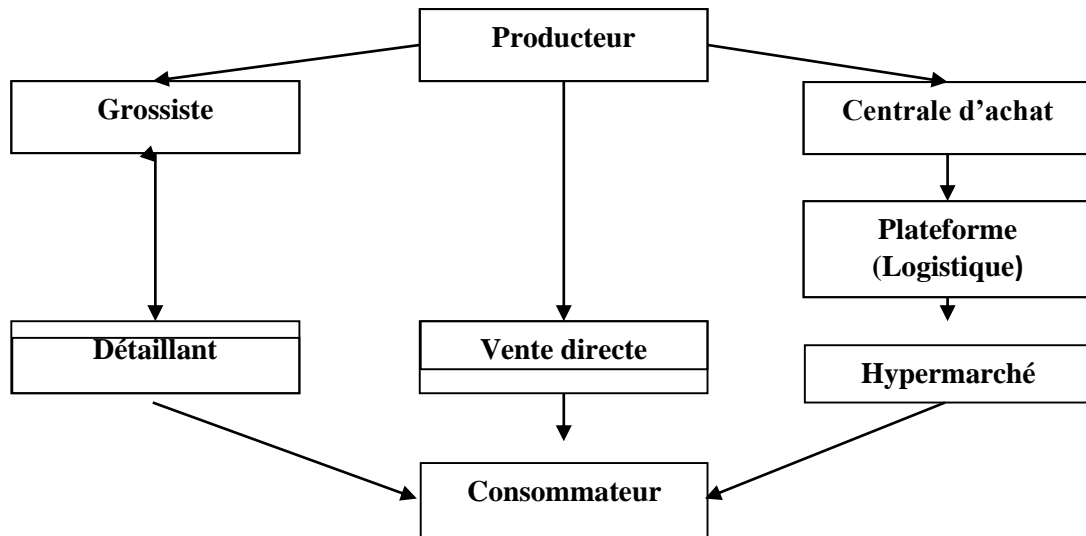 Producteur
Grossiste
Centrale d'achat
Plateforme
(Logistique)
Détaillant
Vente directe
Hypermarché
Consommateur